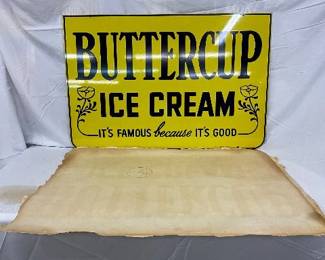 BUTTERCUP
ICE CREAM
IT'S FAMOUS because IT'S GOOD